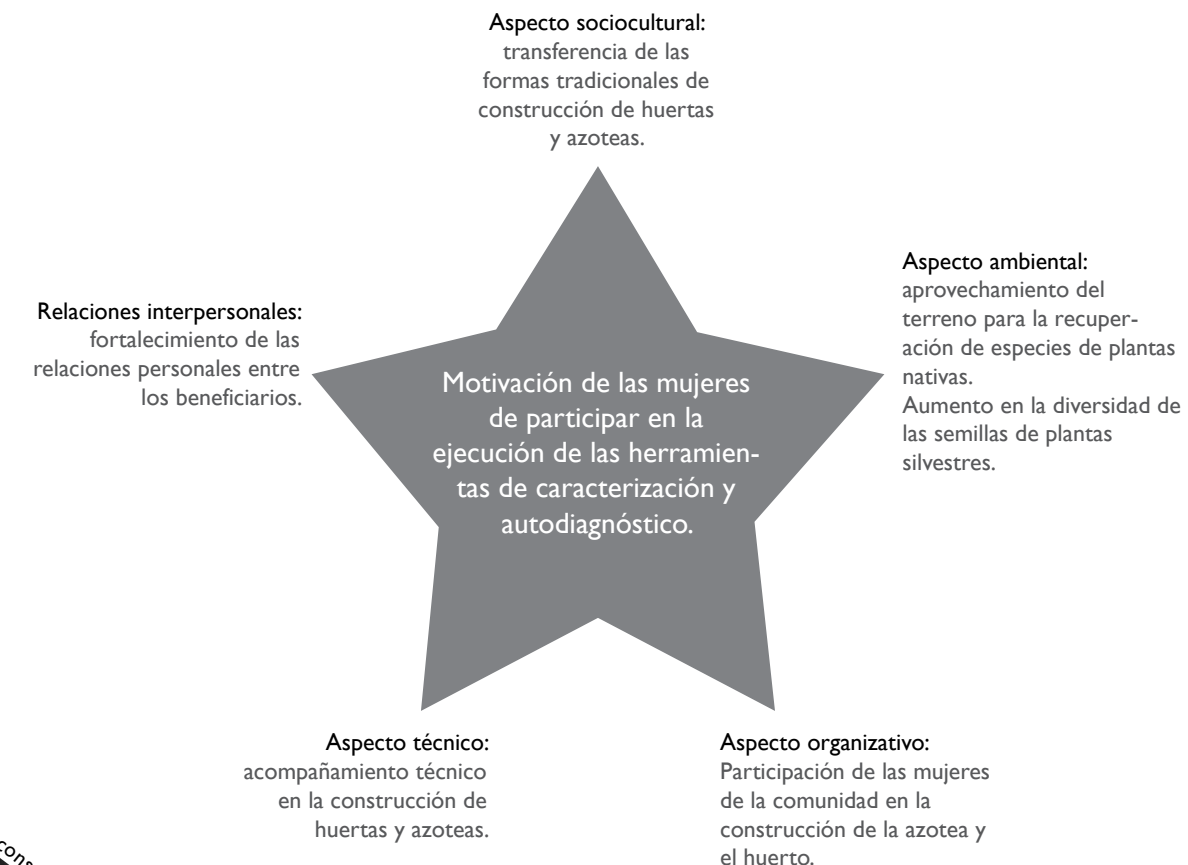 Aspecto sociocultural:
transferencia de las
formas tradicionales de
construcción de huertas
y azoteas.
Relaciones interpersonales:
fortalecimiento de las
relaciones personales entre
los beneficiarios.
Motivación de las mujeres
de participar en la
ejecución de las herramien-
tas de caracterización y
autodiagnóstico.
Aspecto ambiental:
aprovechamiento del
terreno para la recuper-
ación de especies de plantas
nativas.
Aumento en la diversidad de
las semillas de plantas
silvestres.
Aspecto técnico:
acompañamiento técnico
en la construcción de
huertas y azoteas.
Aspecto organizativo:
Participación de las mujeres
de la comunidad en la
construcción de la azotea y
el huerto.